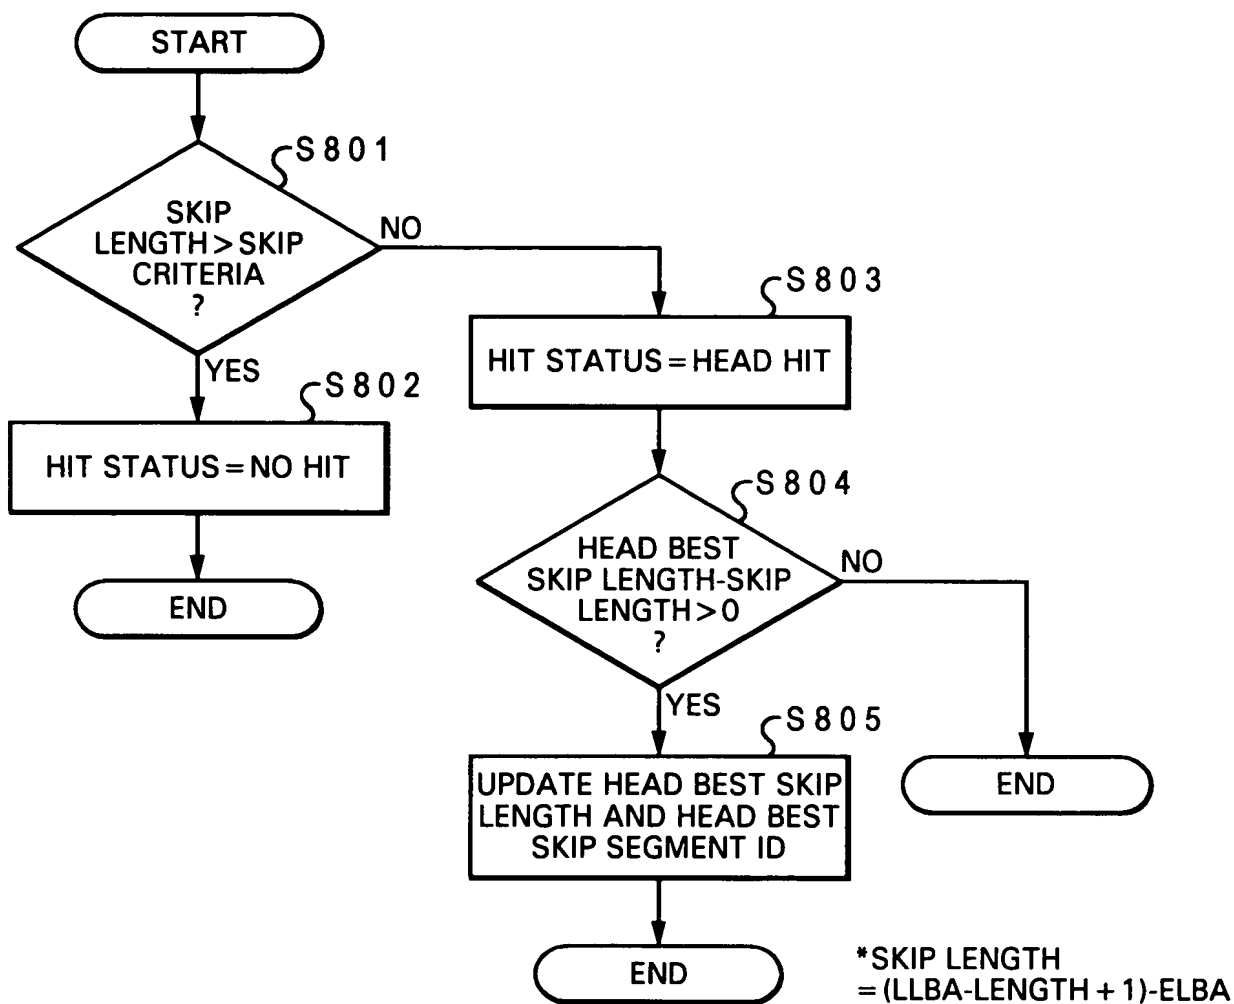 START
S801
SKIP
LENGTH>SKIP
CRITERIA
?
NO
YES
S802
HIT STATUS=NO HIT
END
S803
HIT STATUS=HEAD HIT
S804
HEAD BEST
SKIP LENGTH-SKIP
LENGTH>0
?
NO
YES
S805
UPDATE HEAD BEST SKIP
LENGTH AND HEAD BEST
SKIP SEGMENT ID
END
END
*SKIP LENGTH
=(LLBA-LENGTH+1)-ELBA